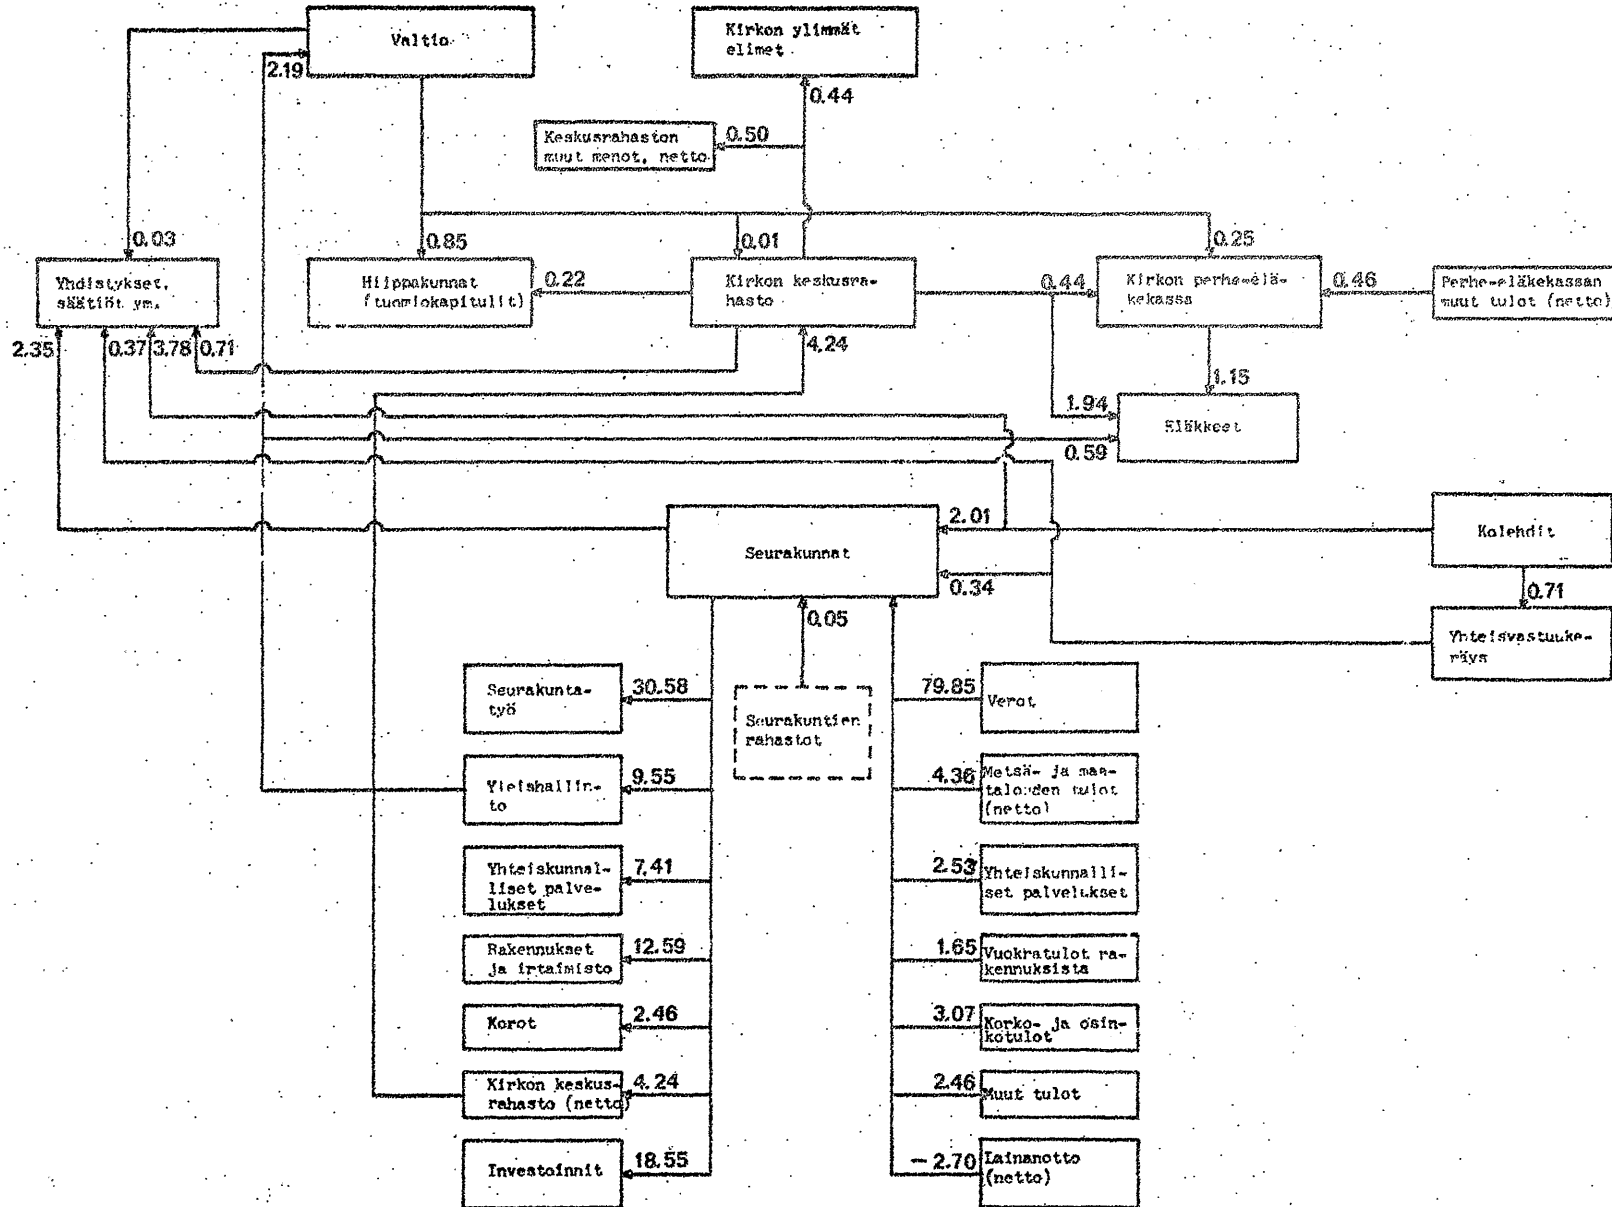 Valtio
Kirkon ylimmät
elimet
2.19
0.44
Keskusrahaston
muut menot, netto
0.50
0.03
0.85
0.01
0.25
Yhdistykset,
säätiöt ym.
Hiippakunnat
(tuomiokapitulit)
0.22
Kirkon keskusra-
hasto
0.44
Kirkon perhe-elä-
kekassa
0.46
Perhe-eläkekassan
muut tulot (netto)
2.35
0.37
3.78
0.71
4.24
1.15
1.94
Eläkkeet
0.59
Seurakunnat
2.01
Kolehdit
0.34
0.71
0.05
Yhteisvastuuke-
räys
Seurakunta-
työ
30.58
Seurakuntien
rahastot
79.85
Verot
Yleishallin-
to
9.55
4.36
Metsä- ja maa-
talouden tulot
(netto)
Yhteiskunnal-
liset palve-
lukset
7.41
2.53
Yhteiskunnalli-
set palvelukset
Rakennukset
ja irtaimisto
12.59
1.65
Vuokratulot ra-
kennuksista
Korot
2.46
3.07
Korko- ja osin-
kotulot
Kirkon keskus-
rahasto (netto)
4.24
2.46
Muut tulot
Investoinnit
18.55
-2.70
Lainanotto
(netto)